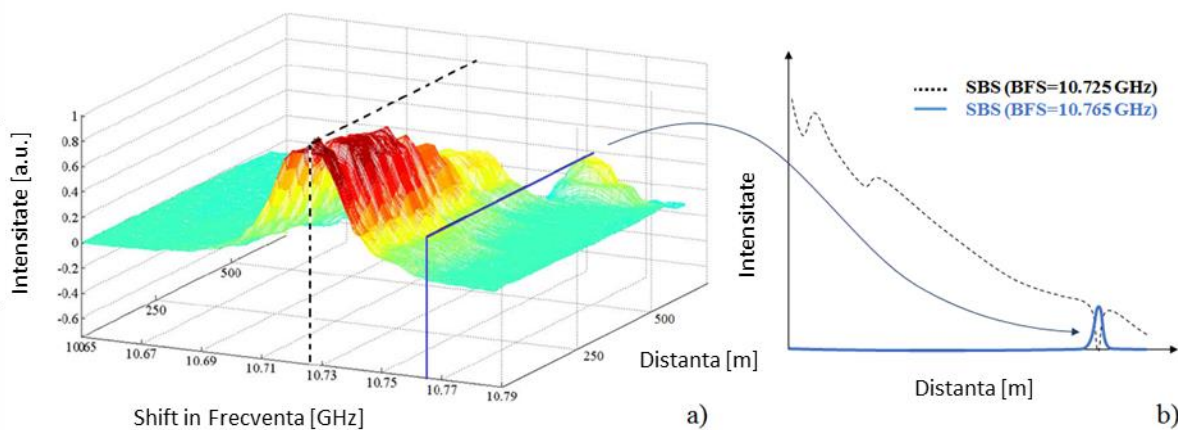 Intensitate [a.u.]
1
0.8
0.6
0.4
0.2
0
-0.2
-0.4
-0.6
250
500
10.65
10.67
10.69
10.71
10.73
10.75
10.77
10.79
250
500
Distanta [m]
Shift in Frecventa [GHz]
a)
SBS (BFS=10.725 GHz)
SBS (BFS=10.765 GHz)
Intensitate
Distanta [m]
b)